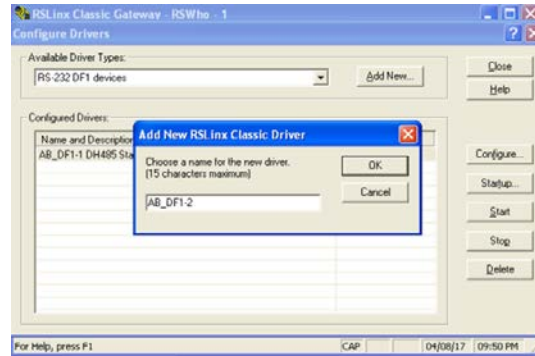 RSLinx Classic Gateway - RSWho - 1
Configure Drivers
Available Driver Types:
RS-232 DF1 devices
Add New...
Close
Help
Configured Drivers:
Name and Description
AB_DF1-1 DH485 Sta
Add New RSLinx Classic Driver
Choose a name for the new driver.
(15 characters maximum)
AB_DF1-2
OK
Cancel
Configure...
Startup...
Start
Stop
Delete
For Help, press F1
CAP
04/08/17
09:50 PM